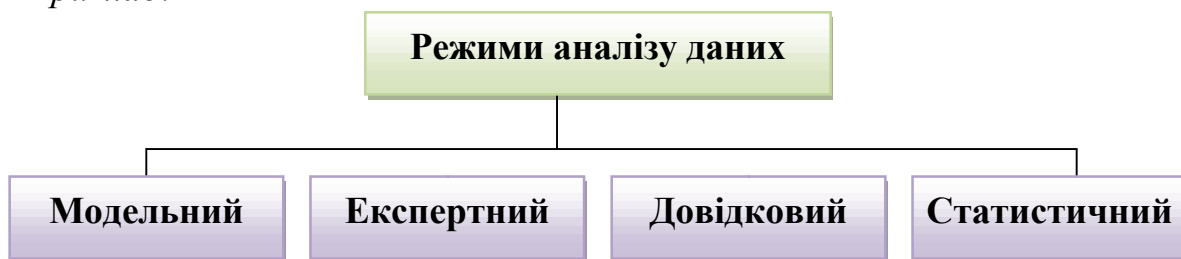 Режими аналізу даних
Модельний
Експертний
Довідковий
Статистичний